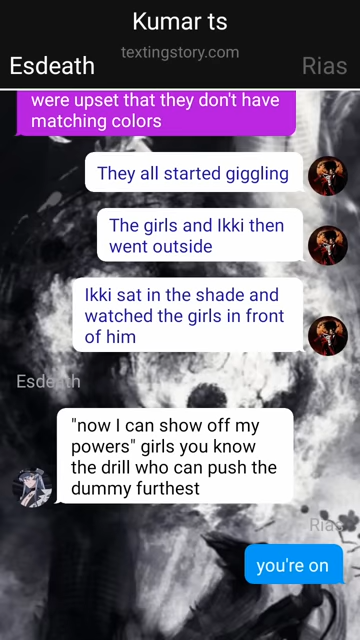 Kumar ts
textingstory.com
Esdeath
Rias
were upset that they don't have
matching colors
They all started giggling
The girls and Ikki then
went outside
Ikki sat in the shade and
watched the girls in front
of him
Esdeath
"now I can show off my
powers" girls you know
the drill who can push the
dummy furthest
Rias
you're on